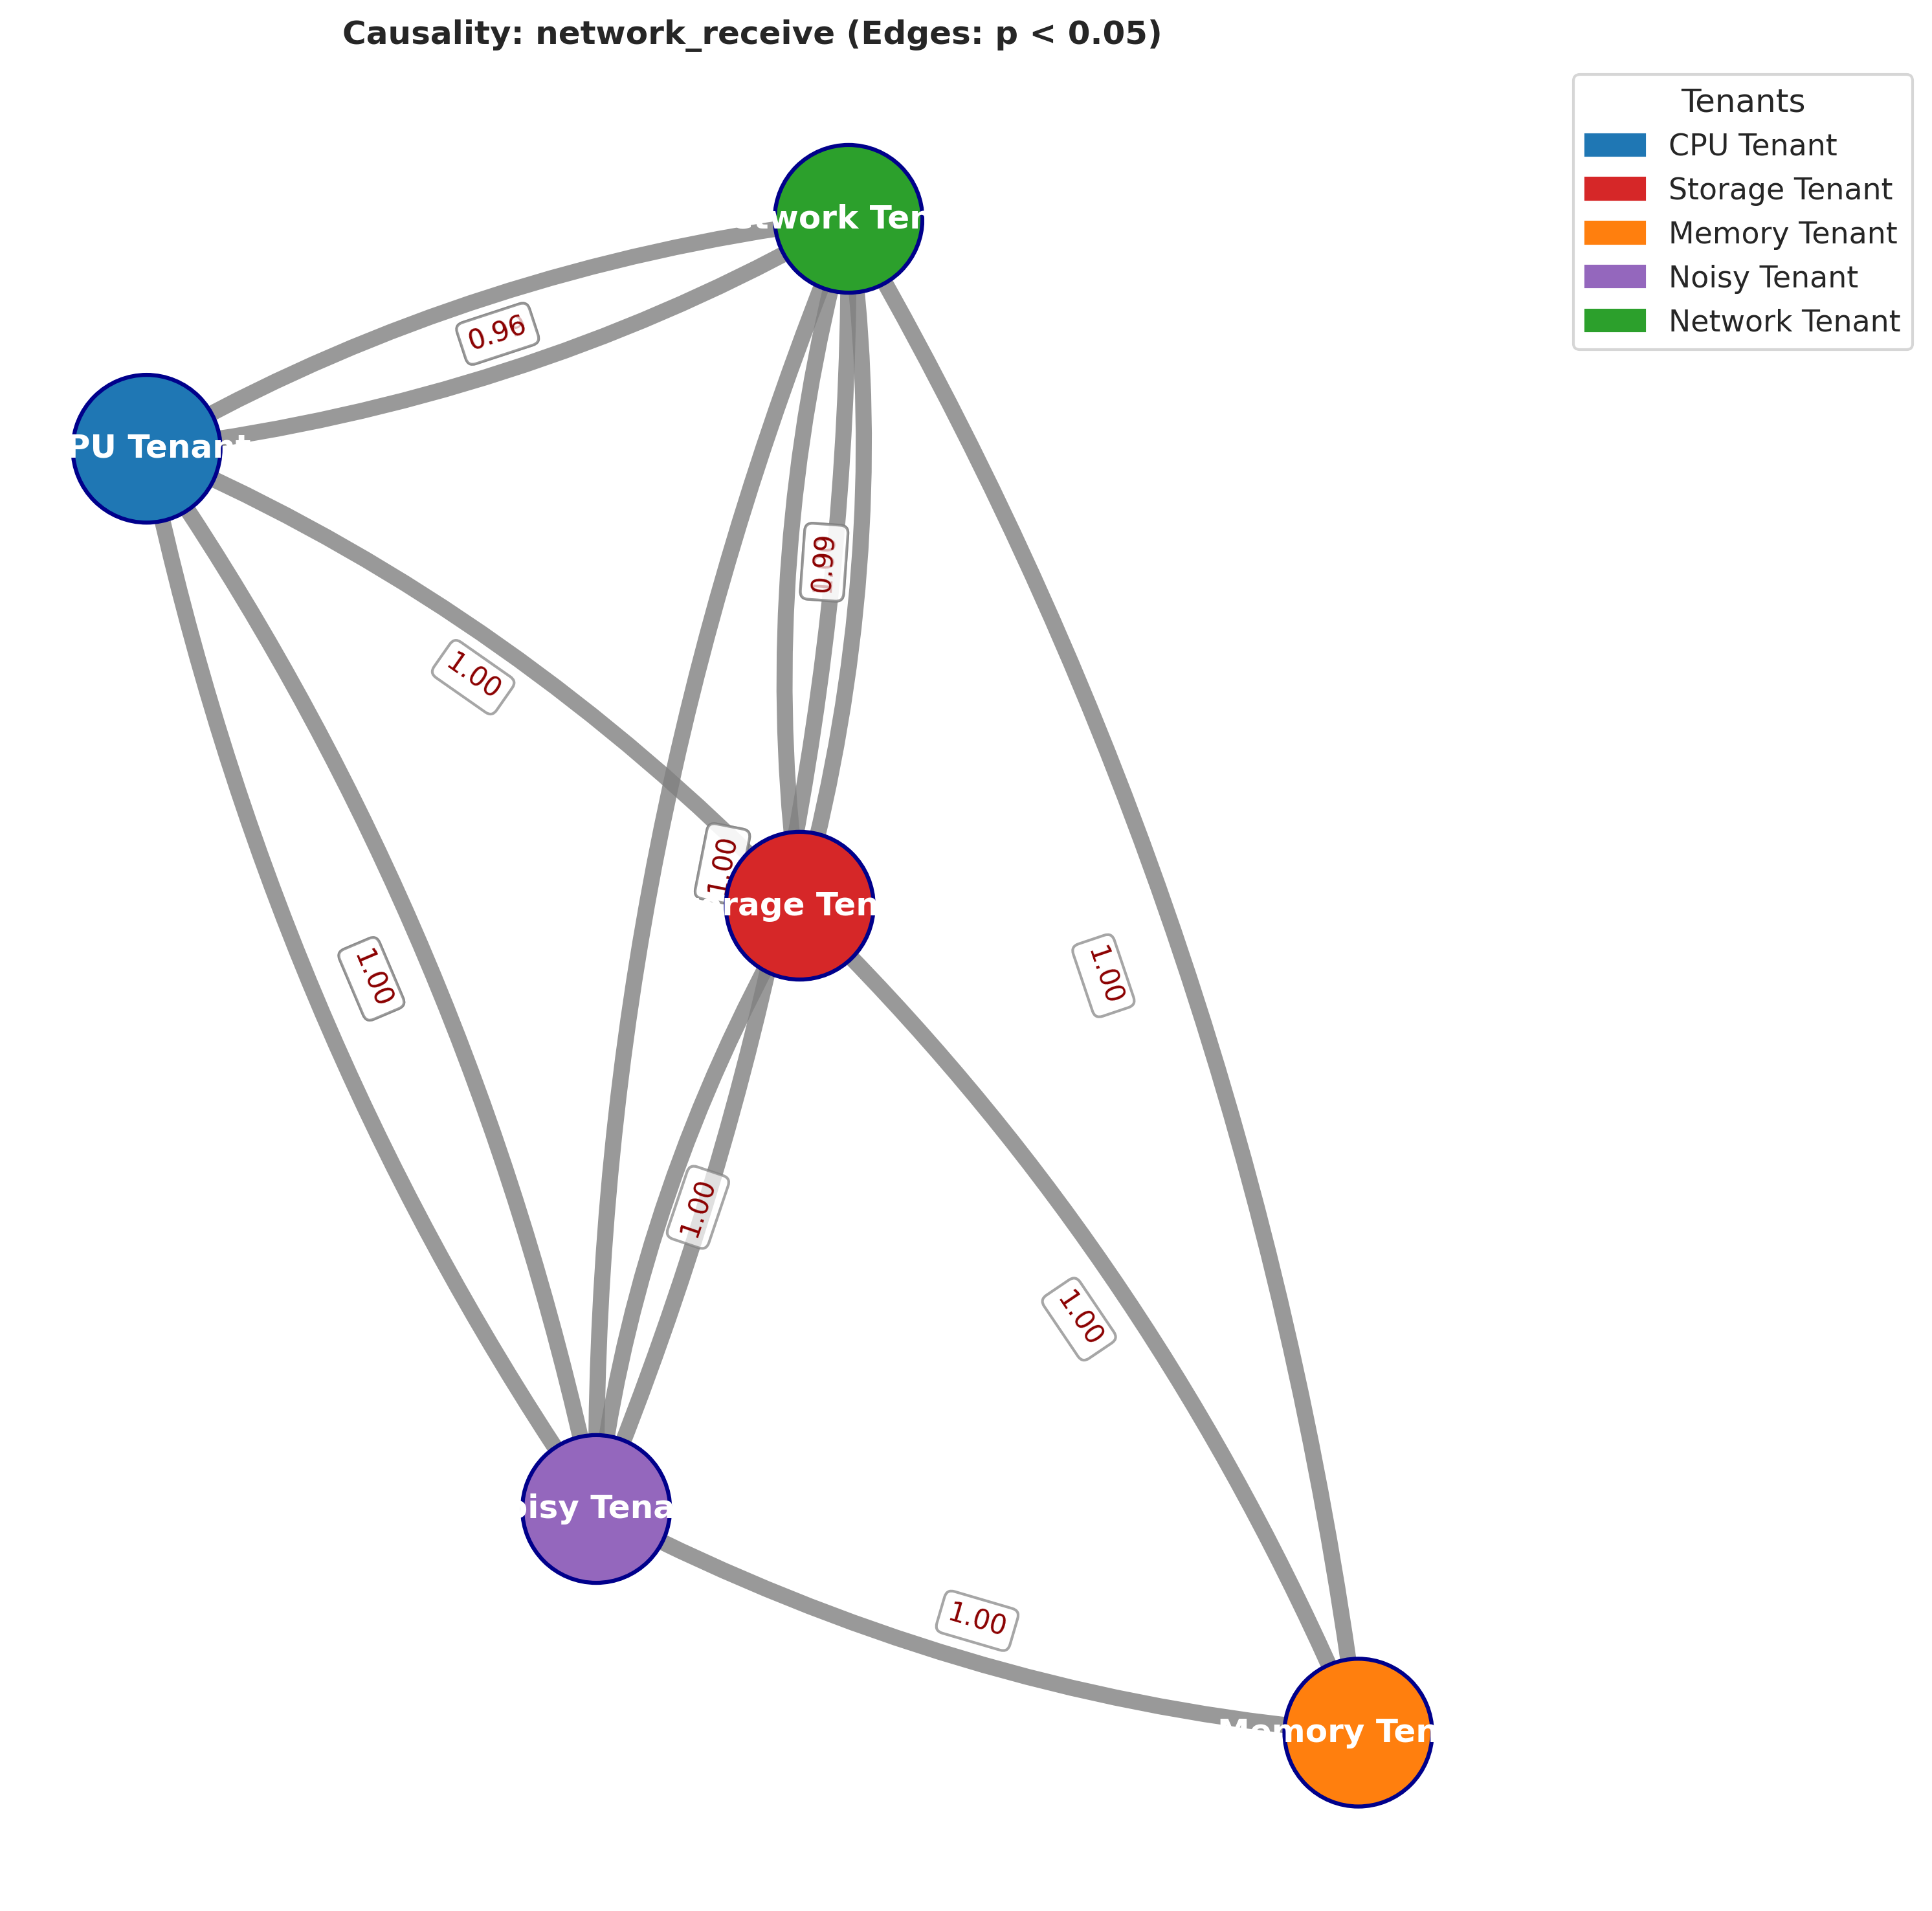 Causality: network_receive (Edges: p < 0.05)
Tenants
CPU Tenant
Storage Tenant
Memory Tenant
Noisy Tenant
Network Tenant
twork Ten
0.96
PU Tenant
0.99
1.00
1.00
rage Ten
1.00
1.00
1.00
1.00
oisy Tena
1.00
Memory Ten